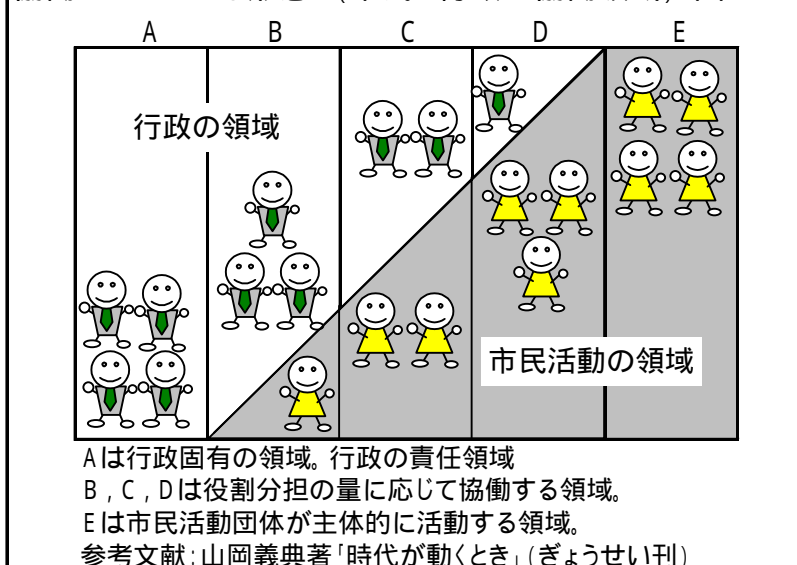 A B C D E
行政の領域
市民活動の領域
Aは行政固有の領域。行政の責任領域
B,C,Dは役割分担の量に応じて協働する領域。
Eは市民活動団体が主体的に活動する領域。
参考文献:山岡義典著「時代が動くとき」(ぎょうせい刊)